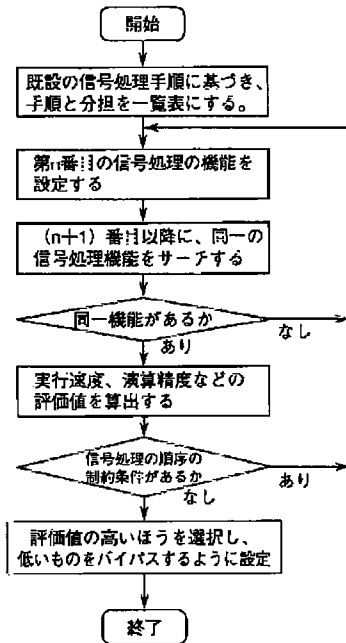 開始
既設の信号処理手順に基づき、
手順と分担を一覧表にする。
第n番目の信号処理の機能を
設定する
(n+1)番目以降に、同一の
信号処理機能をサーチする
同一機能があるか
なし
あり
実行速度、演算精度などの
評価値を算出する
信号処理の順序の
制約条件があるか
あり
なし
評価値の高いほうを選択し、
低いものをバイパスするように設定
終了